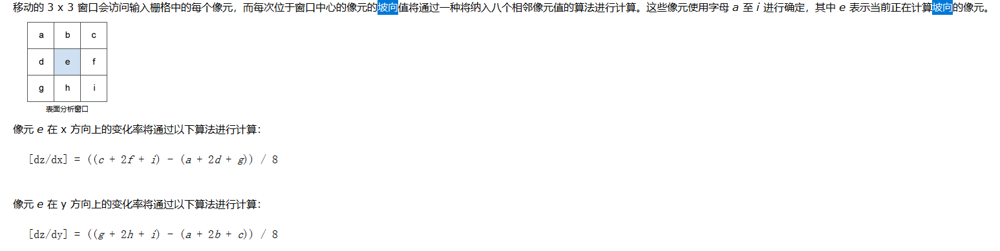 移动的 3 x 3 窗口会访问输入栅格中的每个像元，而每次位于窗口中心的像元的坡向值将通过一种将纳入八个相邻像元值的算法进行计算。这些像元使用字母 a 至 i 进行确定，其中 e 表示当前正在计算坡向的像元。
a b c
d e f
g h i
表面分析窗口
像元 e 在 x 方向上的变化率将通过以下算法进行计算：
[dz/dx] = ((c + 2f + i) - (a + 2d + g)) / 8
像元 e 在 y 方向上的变化率将通过以下算法进行计算：
[dz/dy] = ((g + 2h + i) - (a + 2b + c)) / 8